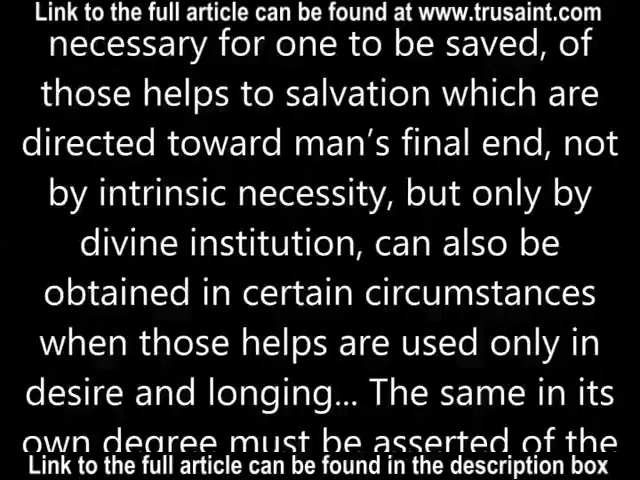 Link to the full article can be found at www.trusaint.com
necessary for one to be saved, of
those helps to salvation which are
directed toward man's final end, not
by intrinsic necessity, but only by
divine institution, can also be
obtained in certain circumstances
when those helps are used only in
desire and longing... The same in its
own degree must be asserted of the
Link to the full article can be found in the description box